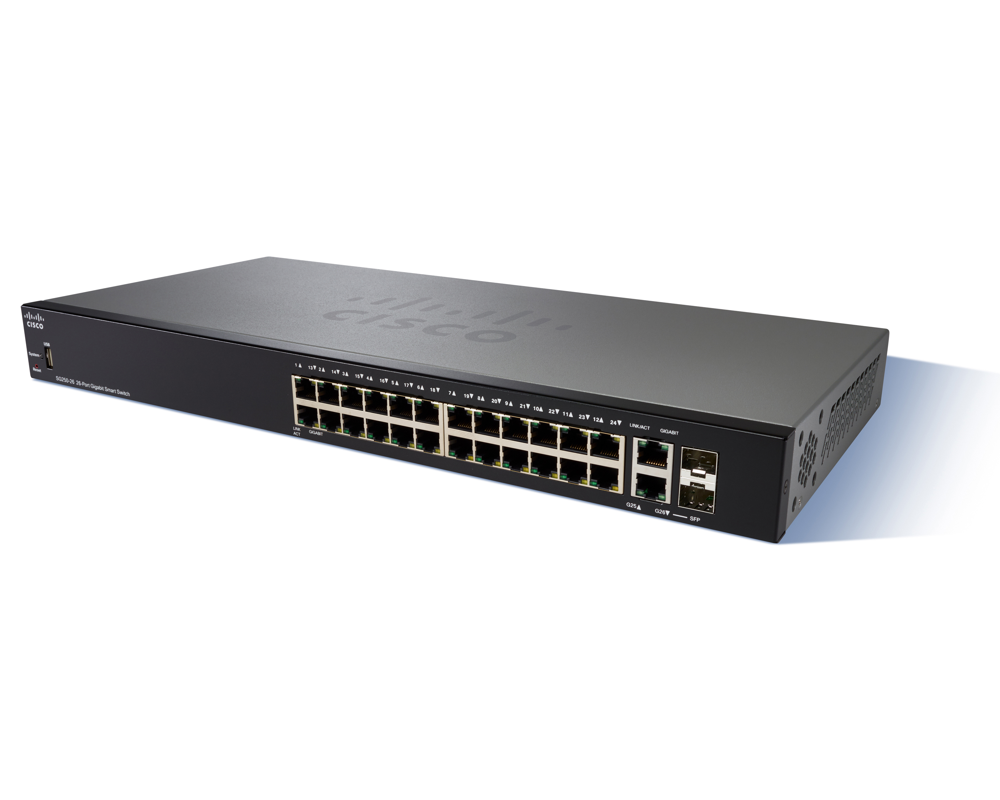 CISCO
CISCO
USB
System
Reset
SG250-26 26-Port Gigabit Smart Switch
1▲ 13▼ 2▲ 14▼ 3▲ 15▼ 4▲ 16▼ 5▲ 17▼ 6▲ 18▼ 7▲ 19▼ 8▲ 20▼ 9▲ 21▼ 10▲ 22▼ 11▲ 23▼ 12▲ 24▼
LINK/ACT GIGABIT
LINK
ACT
GIGABIT
G25▲ G26▼ SFP